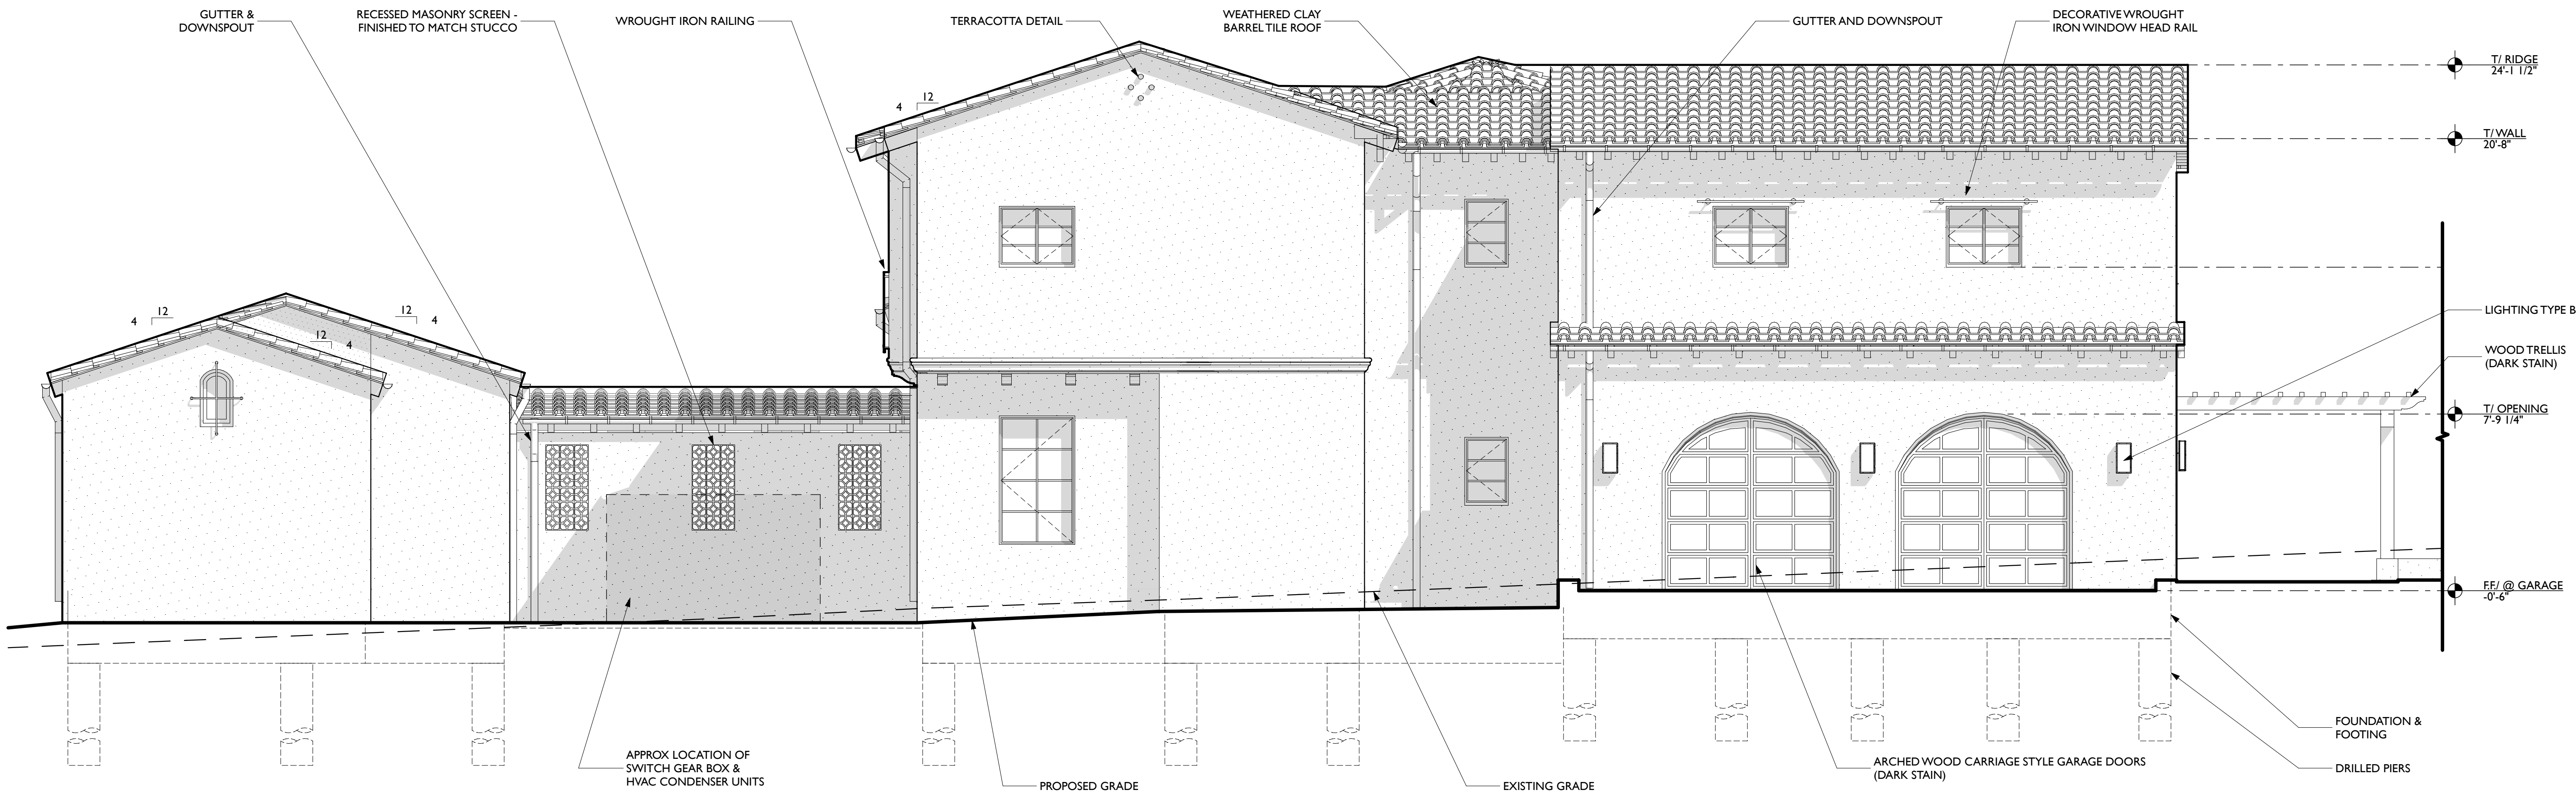 GUTTER &
DOWNSPOUT
RECESSED MASONRY SCREEN -
FINISHED TO MATCH STUCCO
WROUGHT IRON RAILING
TERRACOTTA DETAIL
WEATHERED CLAY
BARREL TILE ROOF
GUTTER AND DOWNSPOUT
DECORATIVE WROUGHT
IRON WINDOW HEAD RAIL
T/ RIDGE
24'-1 1/2"
12
4
T/ WALL
20'-8"
12
4
12
4
12
4
LIGHTING TYPE B
WOOD TRELLIS
(DARK STAIN)
T/ OPENING
7'-9 1/4"
F.F./ @ GARAGE
-0'-6"
FOUNDATION &
FOOTING
APPROX LOCATION OF
SWITCH GEAR BOX &
HVAC CONDENSER UNITS
PROPOSED GRADE
EXISTING GRADE
ARCHED WOOD CARRIAGE STYLE GARAGE DOORS
(DARK STAIN)
DRILLED PIERS